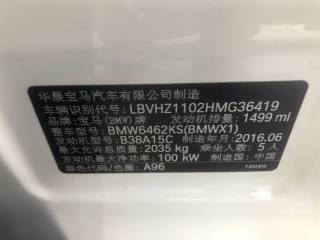 华晟宝马汽车有限公司制造
车辆识别代号: LBVHZ1102HMG36419
品牌: 宝马(BMW)牌 发动机排量: 1499 ml
整车型号: BMW6462KS(BMWX1)
发动机型号: B38A15C 制造年月: 2016.06
最大允许总质量: 2035 kg 乘坐人数: 5 人
发动机最大净功率: 100 kW 制造国: 中国
颜色代码/色: A96